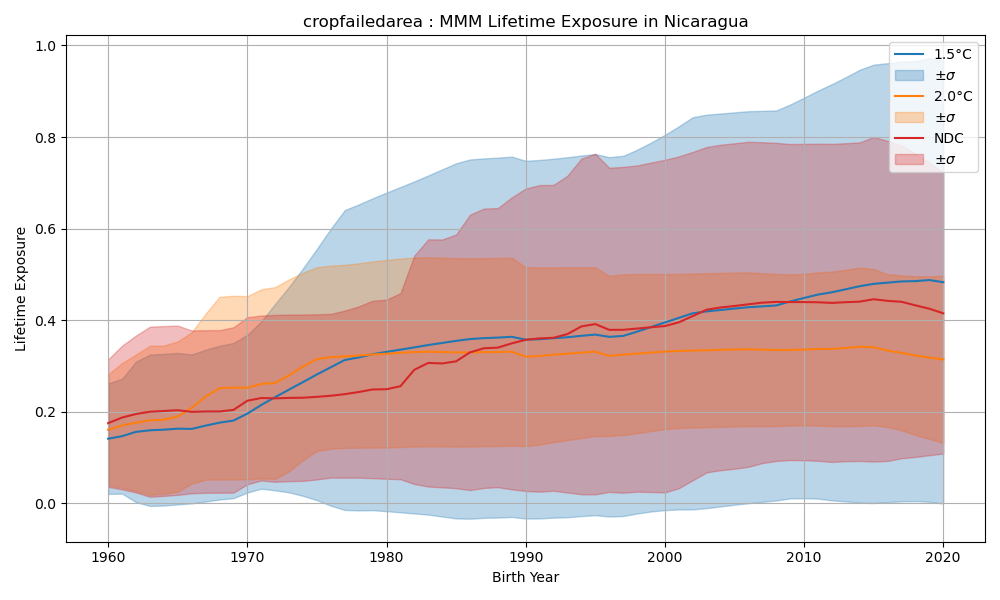 cropfailedarea : MMM Lifetime Exposure in Nicaragua
1.0
0.8
0.6
0.4
0.2
0.0
Lifetime Exposure
1960 1970 1980 1990 2000 2010 2020
Birth Year
1.5°C
±σ
2.0°C
±σ
NDC
±σ